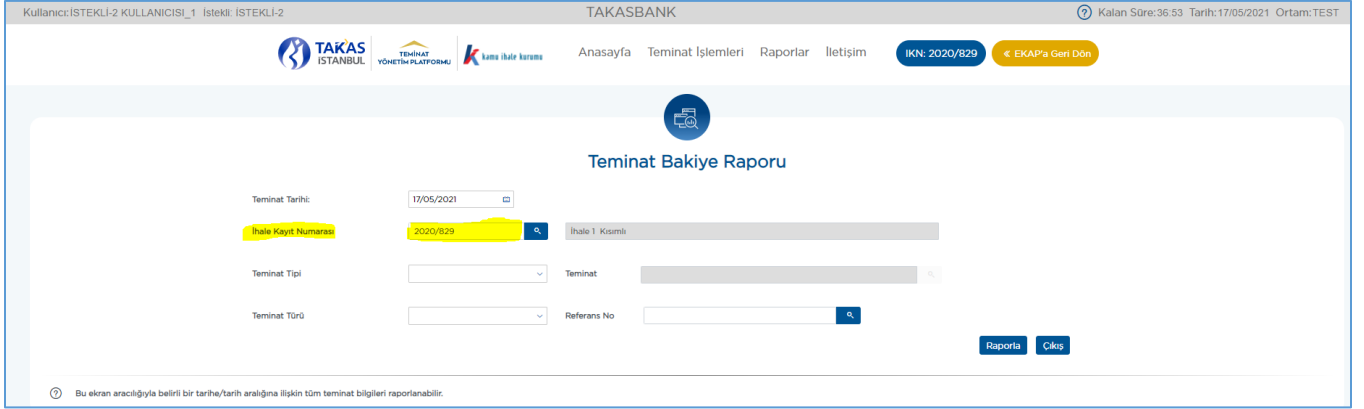 Kullanıcı:İSTEKLİ-2 KULLANICISI_1 İstekli: İSTEKLİ-2 TAKASBANK Kalan Süre:36:53 Tarih:17/05/2021 Ortam:TEST
TAKAS İSTANBUL TEMİNAT YÖNETİM PLATFORMU kamu ihale kurumu Anasayfa Teminat İşlemleri Raporlar İletişim IKN: 2020/829 « EKAP'a Geri Dön
Teminat Bakiye Raporu
Teminat Tarihi: 17/05/2021
İhale Kayıt Numarası 2020/829 İhale 1 Kısımlı
Teminat Tipi Teminat
Teminat Türü Referans No
Raporla Çıkış
Bu ekran aracılığıyla belirli bir tarihe/tarih aralığına ilişkin tüm teminat bilgileri raporlanabilir.